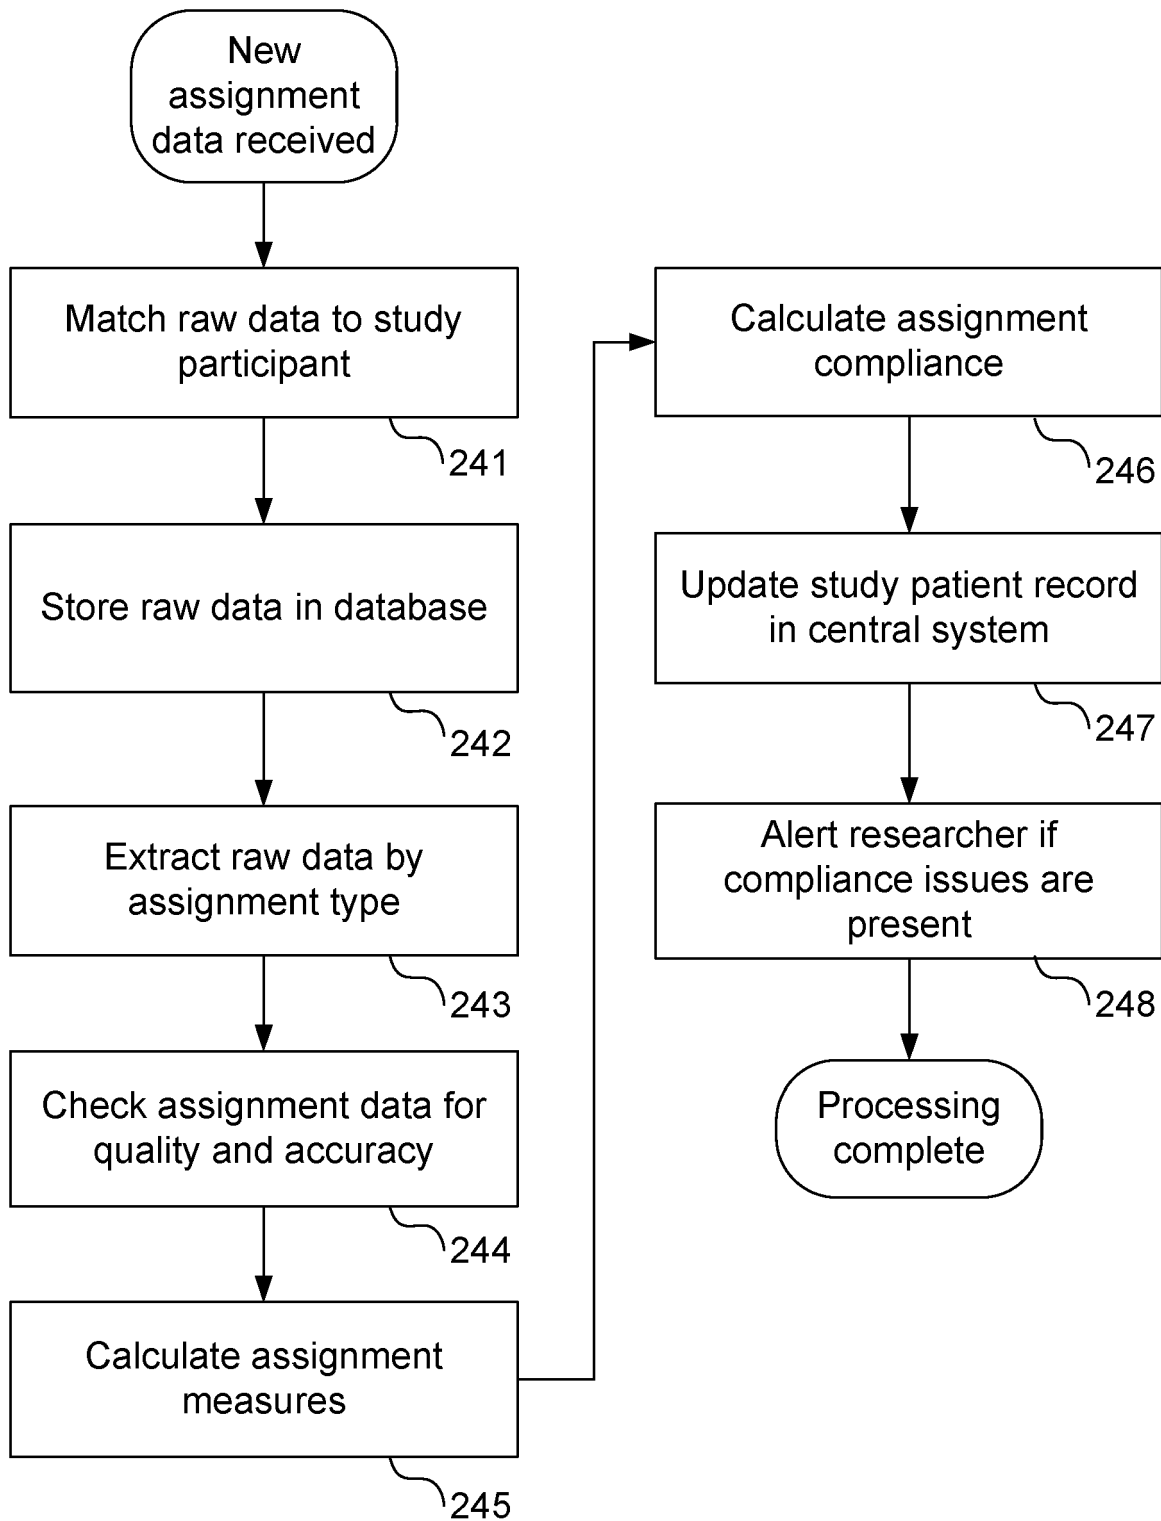 New
assignment
data received
Match raw data to study
participant
241
Store raw data in database
242
Extract raw data by
assignment type
243
Check assignment data for
quality and accuracy
244
Calculate assignment
measures
245
Calculate assignment
compliance
246
Update study patient record
in central system
247
Alert researcher if
compliance issues are
present
248
Processing
complete